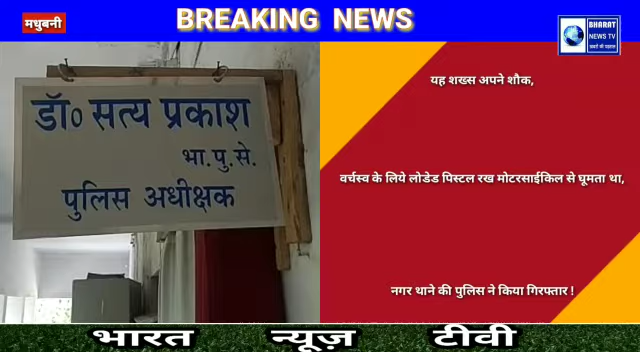 मधुबनी
BREAKING NEWS
BHARAT
NEWS TV
डॉ० सत्य प्रकाश
भा.पु.से.
पुलिस अधीक्षक
यह शख्स अपने शौक,
वर्चस्व के लिये लोडेड पिस्टल रख मोटरसाईकिल से घूमता था,
नगर थाने की पुलिस ने किया गिरफ्तार !
भारत न्यूज़ टीवी